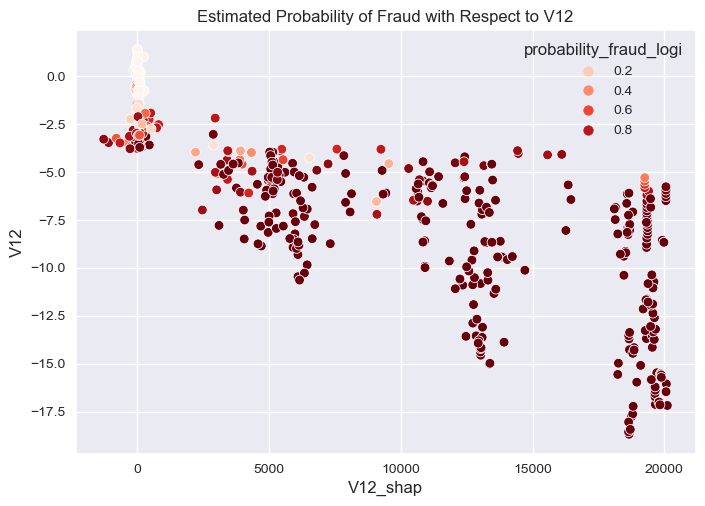 Estimated Probability of Fraud with Respect to V12
probability_fraud_logi
0.2
0.4
0.6
0.8
0.0
−2.5
−5.0
−7.5
−10.0
−12.5
−15.0
−17.5
V12
0 5000 10000 15000 20000
V12_shap